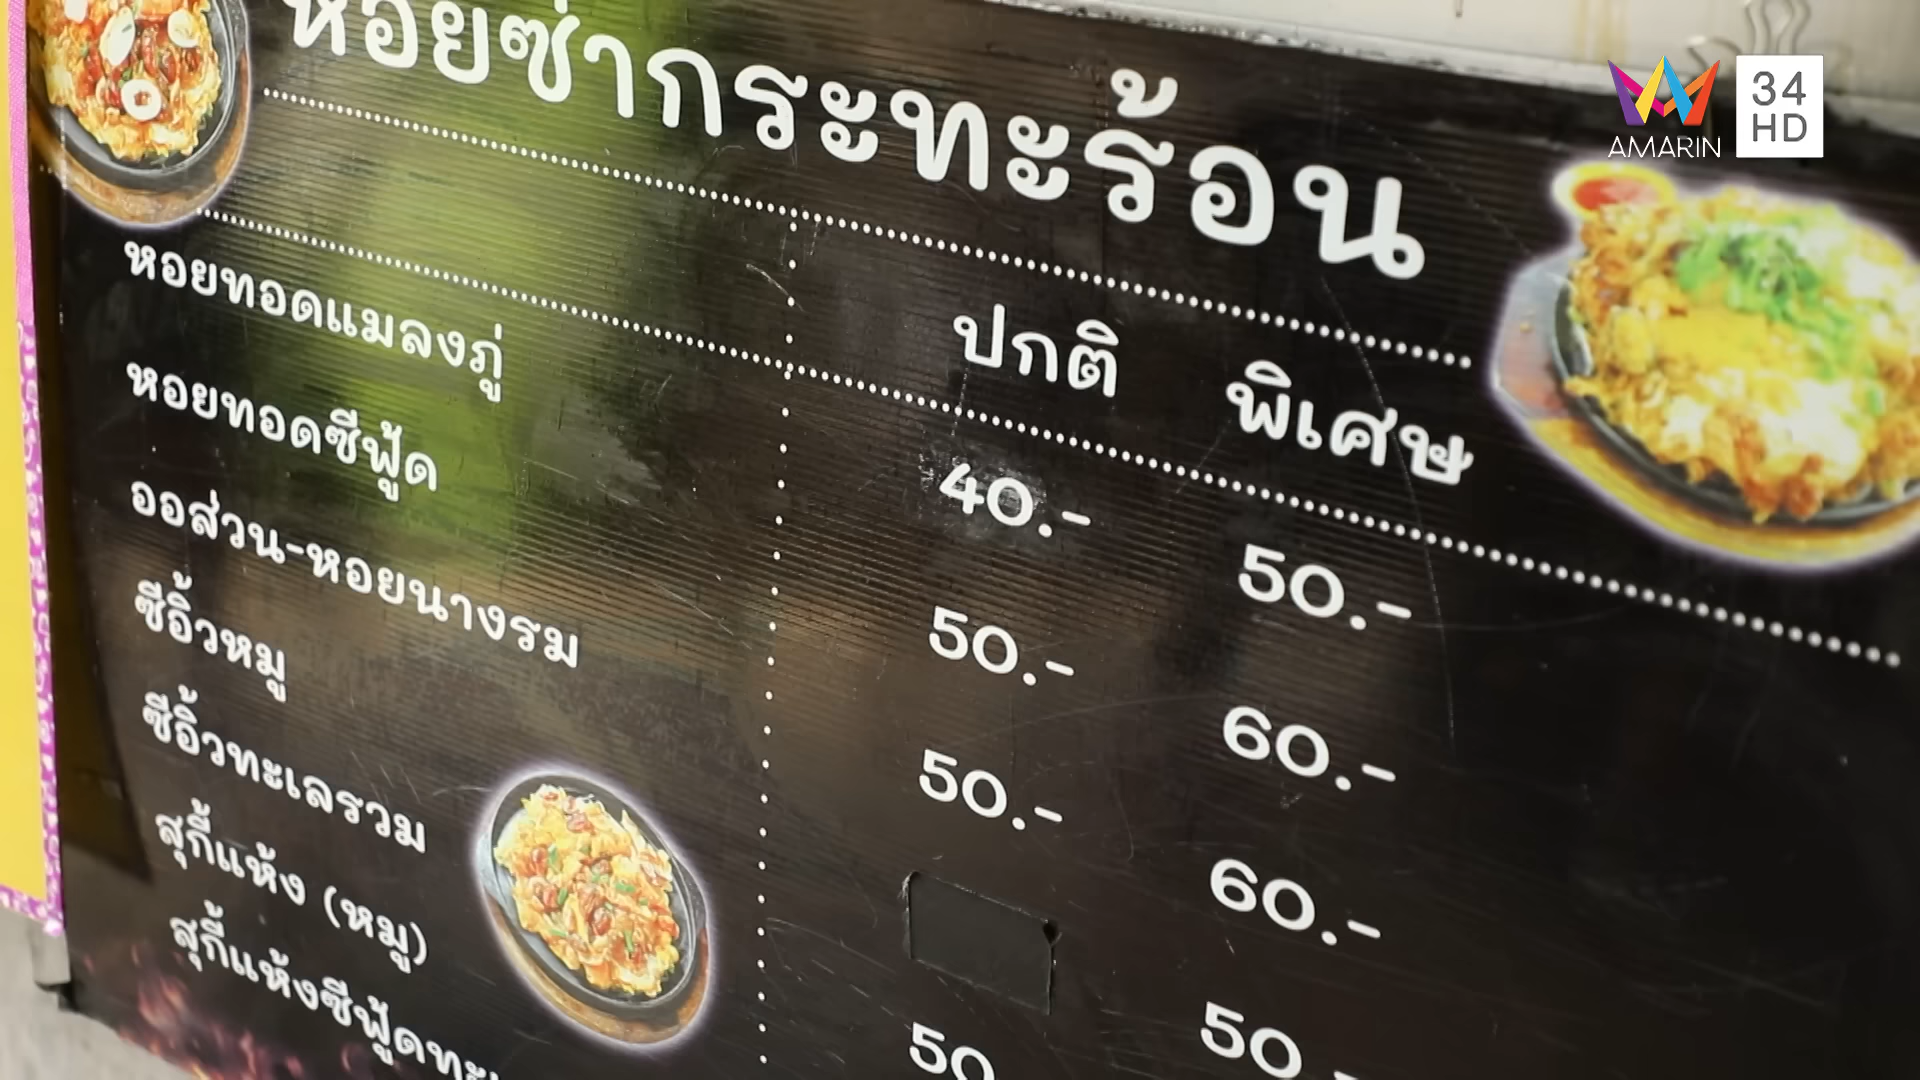 หอยซ่ากระทะร้อน
AMARIN
34
HD
ปกติ พิเศษ
หอยทอดแมลงภู่ 40.- 50.-
หอยทอดซีฟู้ด 50.- 60.-
ออส่วน-หอยนางรม 50.- 60.-
ซีอิ้วหมู 50.-
ซีอิ้วทะเลรวม 50
สุกี้แห้ง (หมู)
สุกี้แห้งซีฟู้ด